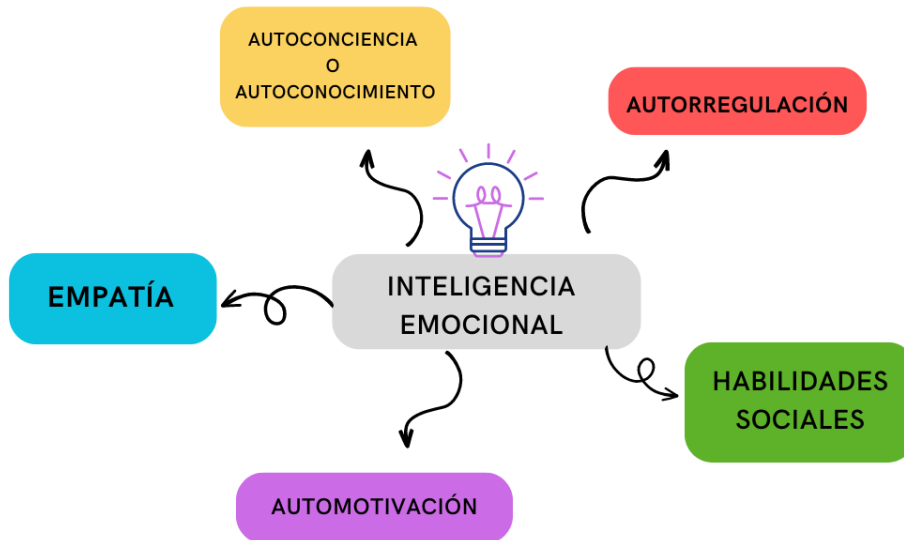 AUTOCONCIENCIA
O
AUTOCONOCIMIENTO
AUTORREGULACIÓN
EMPATÍA
INTELIGENCIA
EMOCIONAL
HABILIDADES
SOCIALES
AUTOMOTIVACIÓN